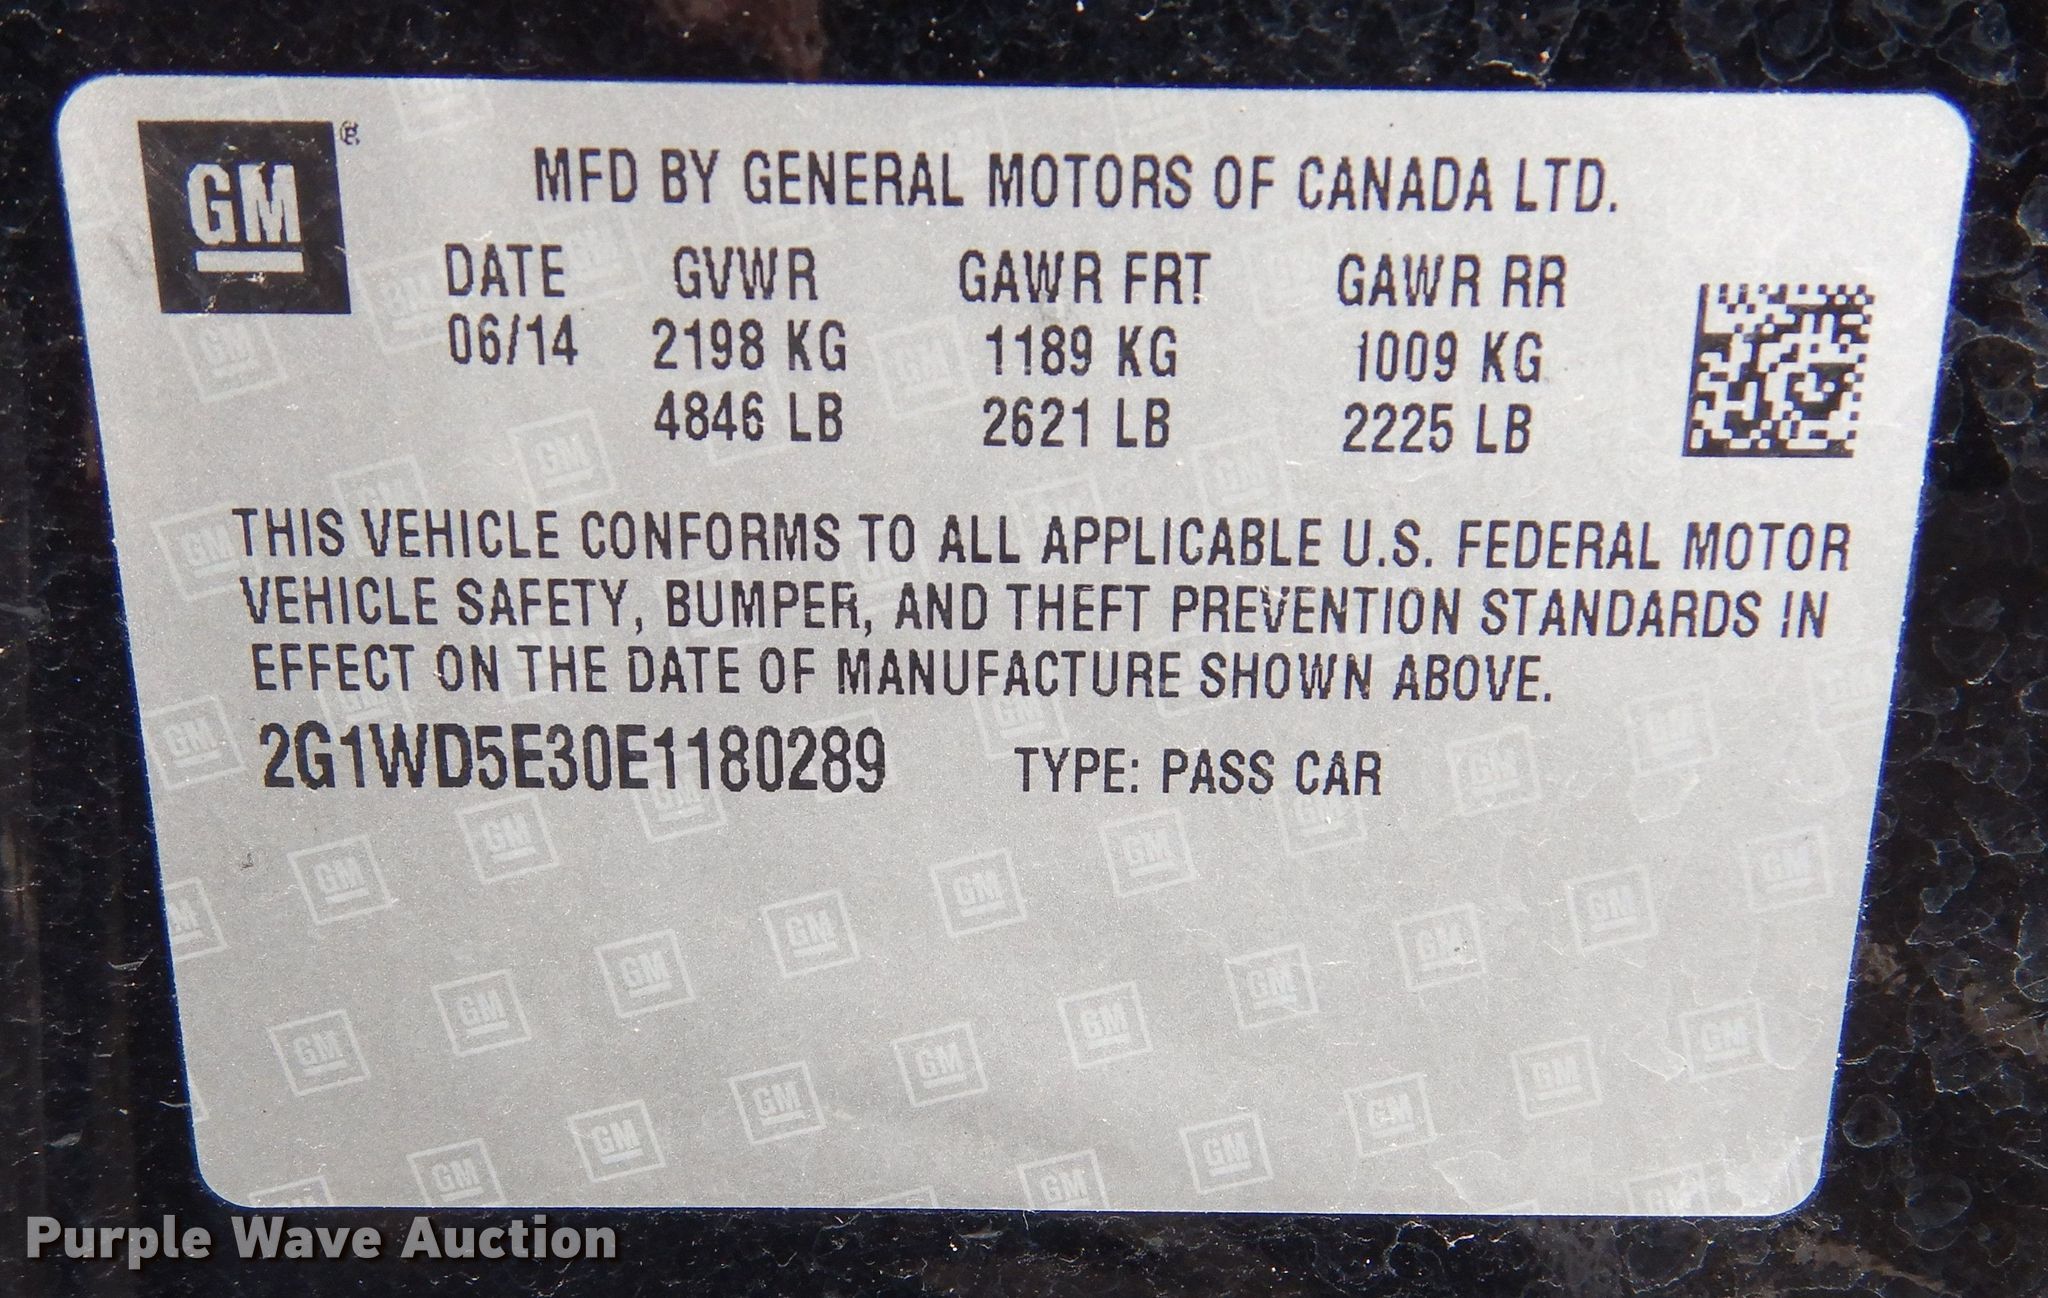 GM®
MFD BY GENERAL MOTORS OF CANADA LTD.
DATE GVWR GAWR FRT GAWR RR
06/14 2198 KG 1189 KG 1009 KG
4846 LB 2621 LB 2225 LB
THIS VEHICLE CONFORMS TO ALL APPLICABLE U.S. FEDERAL MOTOR
VEHICLE SAFETY, BUMPER, AND THEFT PREVENTION STANDARDS IN
EFFECT ON THE DATE OF MANUFACTURE SHOWN ABOVE.
2G1WD5E30E1180289 TYPE: PASS CAR
Purple Wave Auction